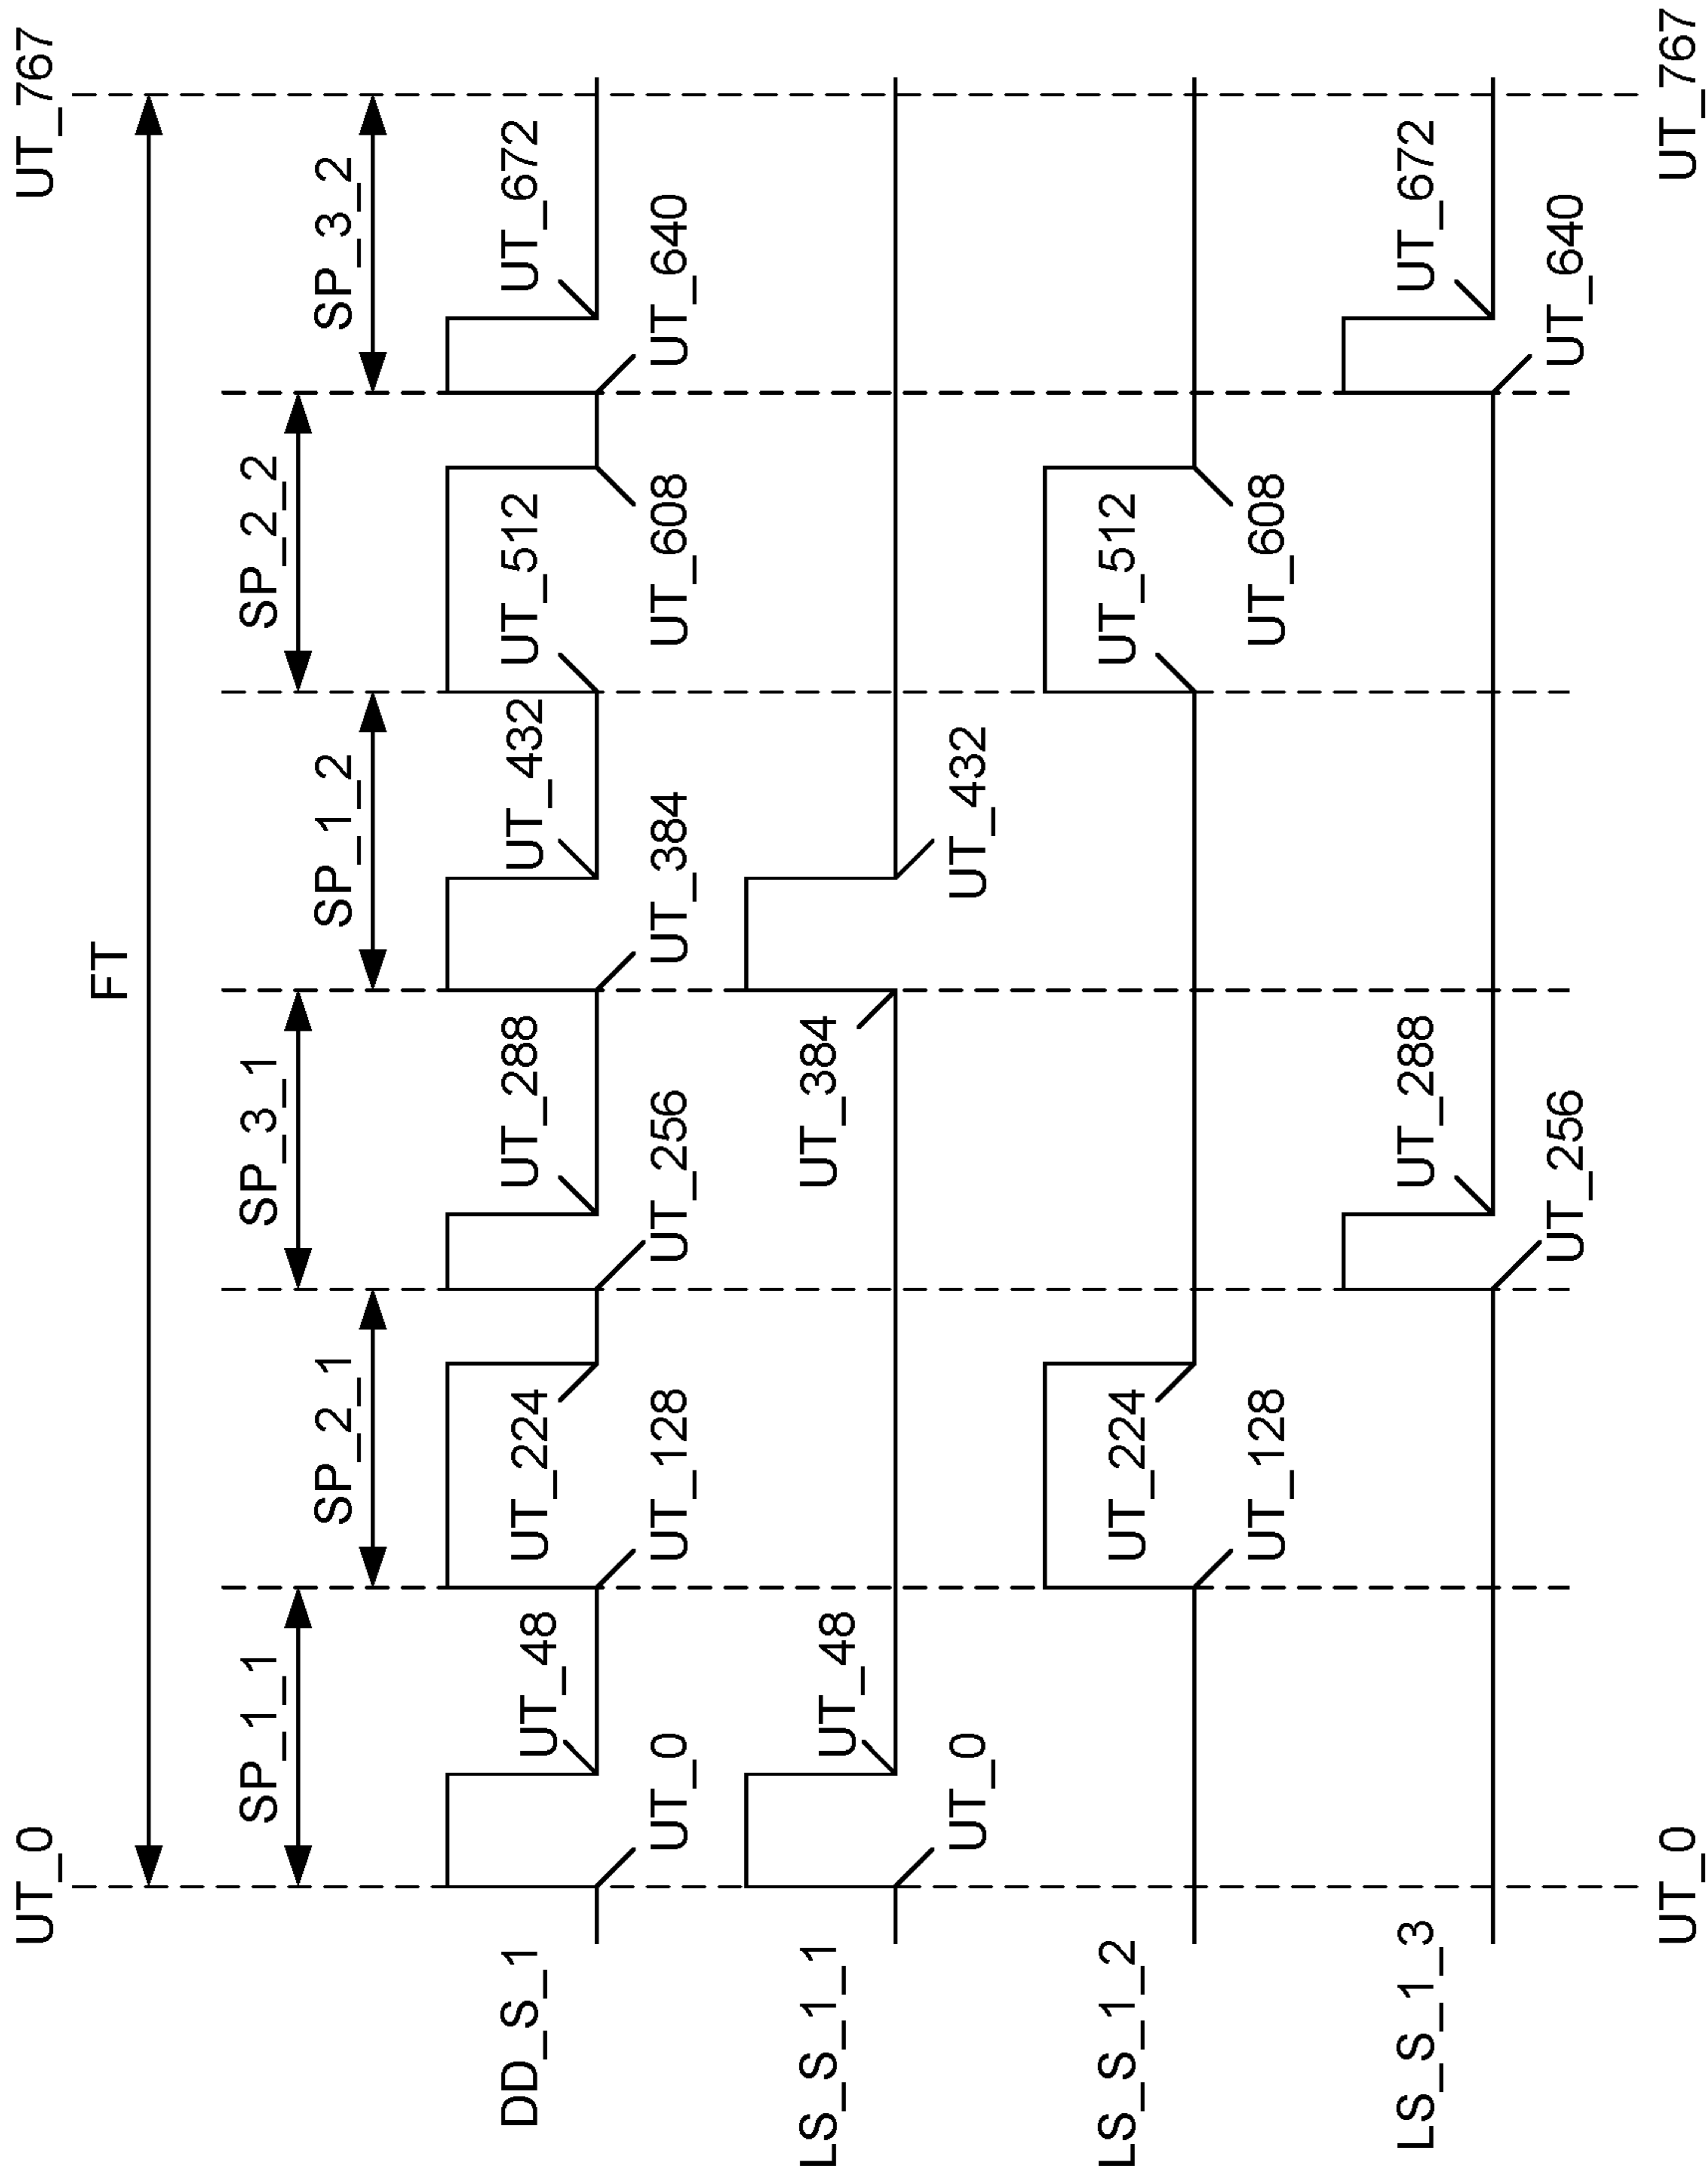 UT_0
UT_767
FT
SP_1_1
SP_3_1
SP_2_2
SP_2_1
SP_1_2
SP_3_2
DD_S_1
UT_48
UT_224
UT_288
UT_432
UT_512
UT_672
UT_0
UT_128
UT_256
UT_384
UT_608
UT_640
LS_S_1_1
UT_48
UT_384
UT_0
UT_432
LS_S_1_2
UT_224
UT_512
UT_128
UT_608
LS_S_1_3
UT_288
UT_672
UT_256
UT_640
UT_0
UT_767